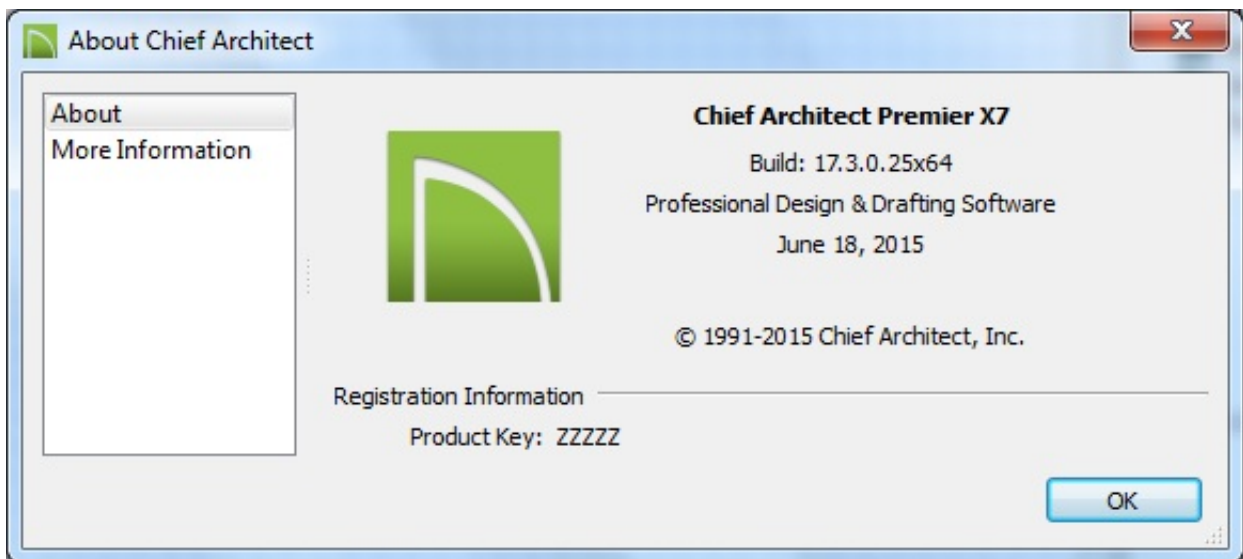 About Chief Architect
About
More Information
Chief Architect Premier X7
Build: 17.3.0.25x64
Professional Design & Drafting Software
June 18, 2015
© 1991-2015 Chief Architect, Inc.
Registration Information
Product Key: ZZZZZ
OK